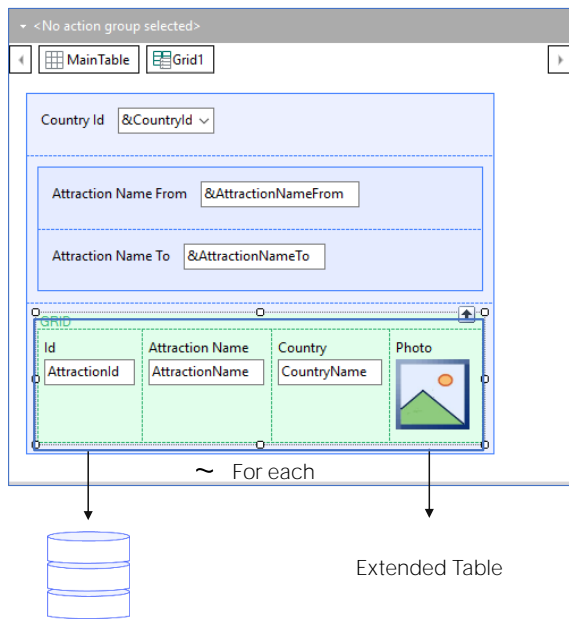 <No action group selected>
MainTable Grid1
Country Id &CountryId
Attraction Name From &AttractionNameFrom
Attraction Name To &AttractionNameTo
GRID
Id Attraction Name Country Photo
AttractionId AttractionName CountryName
~ For each
Extended Table